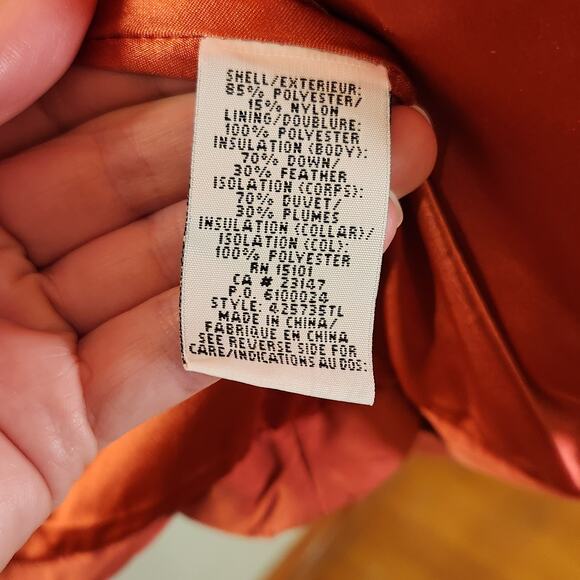 SHELL/EXTERIEUR:
85% POLYESTER/
15% NYLON
LINING/DOUBLURE:
100% POLYESTER
INSULATION (BODY):
70% DOWN/
30% FEATHER
ISOLATION (CORPS):
70% DUVET/
30% PLUMES
INSULATION (COLLAR)/
ISOLATION (COL):
100% POLYESTER
RN 15101
CA # 23147
P.O. 6100024
STYLE: 425735TL
MADE IN CHINA/
FABRIQUE EN CHINA
SEE REVERSE SIDE FOR
CARE/INDICATIONS AU DOS: